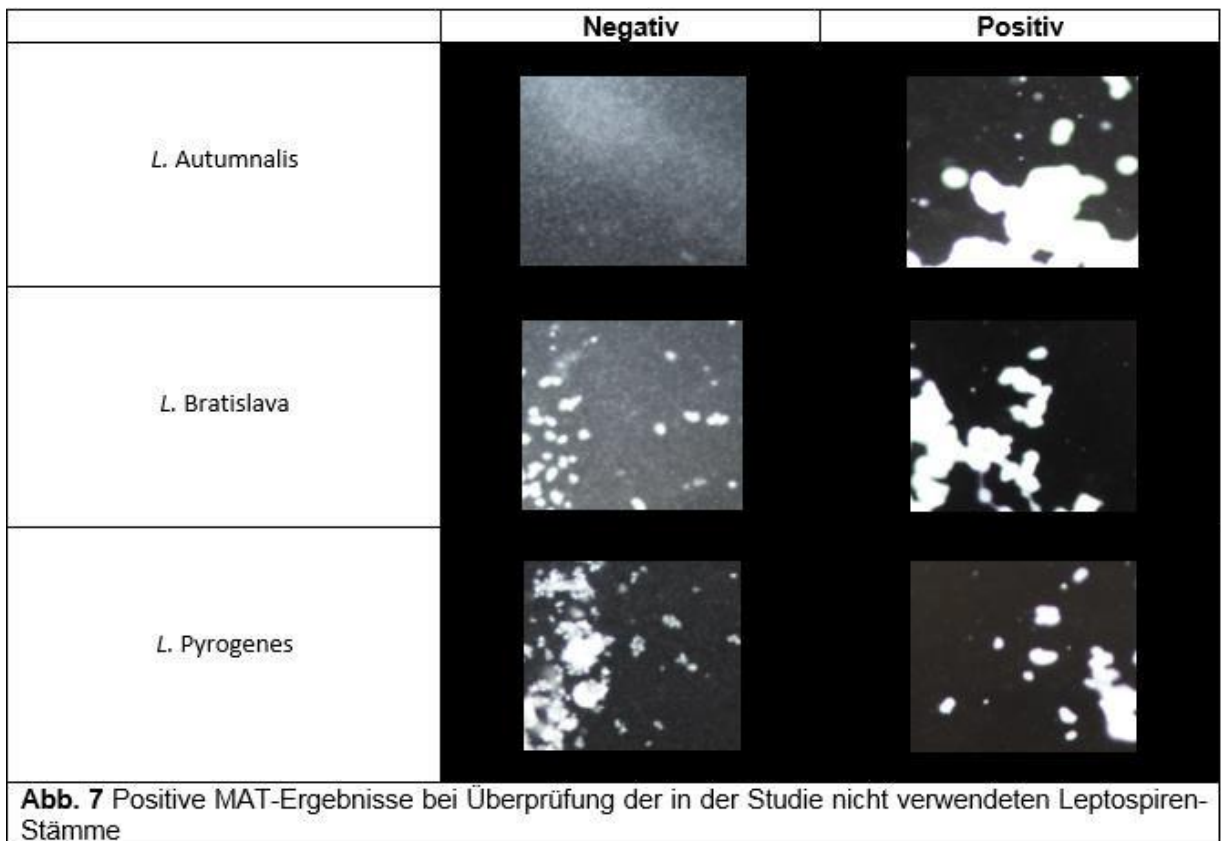 Negativ Positiv
L. Autumnalis
L. Bratislava
L. Pyrogenes
Abb. 7 Positive MAT-Ergebnisse bei Überprüfung der in der Studie nicht verwendeten Leptospiren-
Stämme